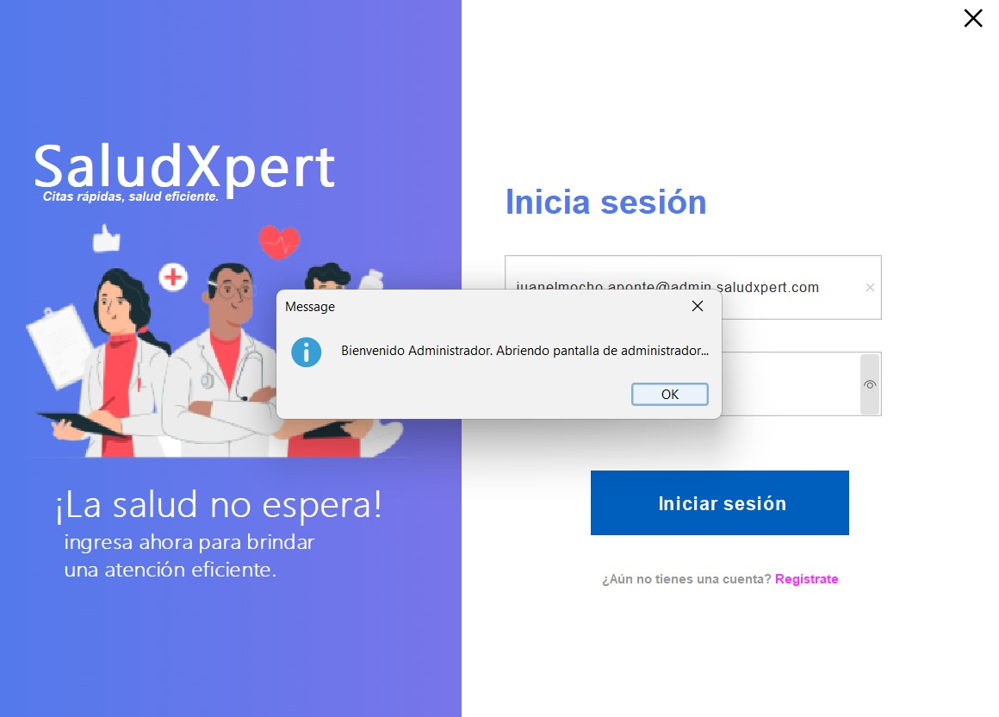 SaludXpert
Citas rápidas, salud eficiente.
¡La salud no espera!
ingresa ahora para brindar
una atención eficiente.
Inicia sesión
juanelmocho.aponte@admin.saludxpert.com
Message
Bienvenido Administrador. Abriendo pantalla de administrador...
OK
Iniciar sesión
¿Aún no tienes una cuenta? Regístrate